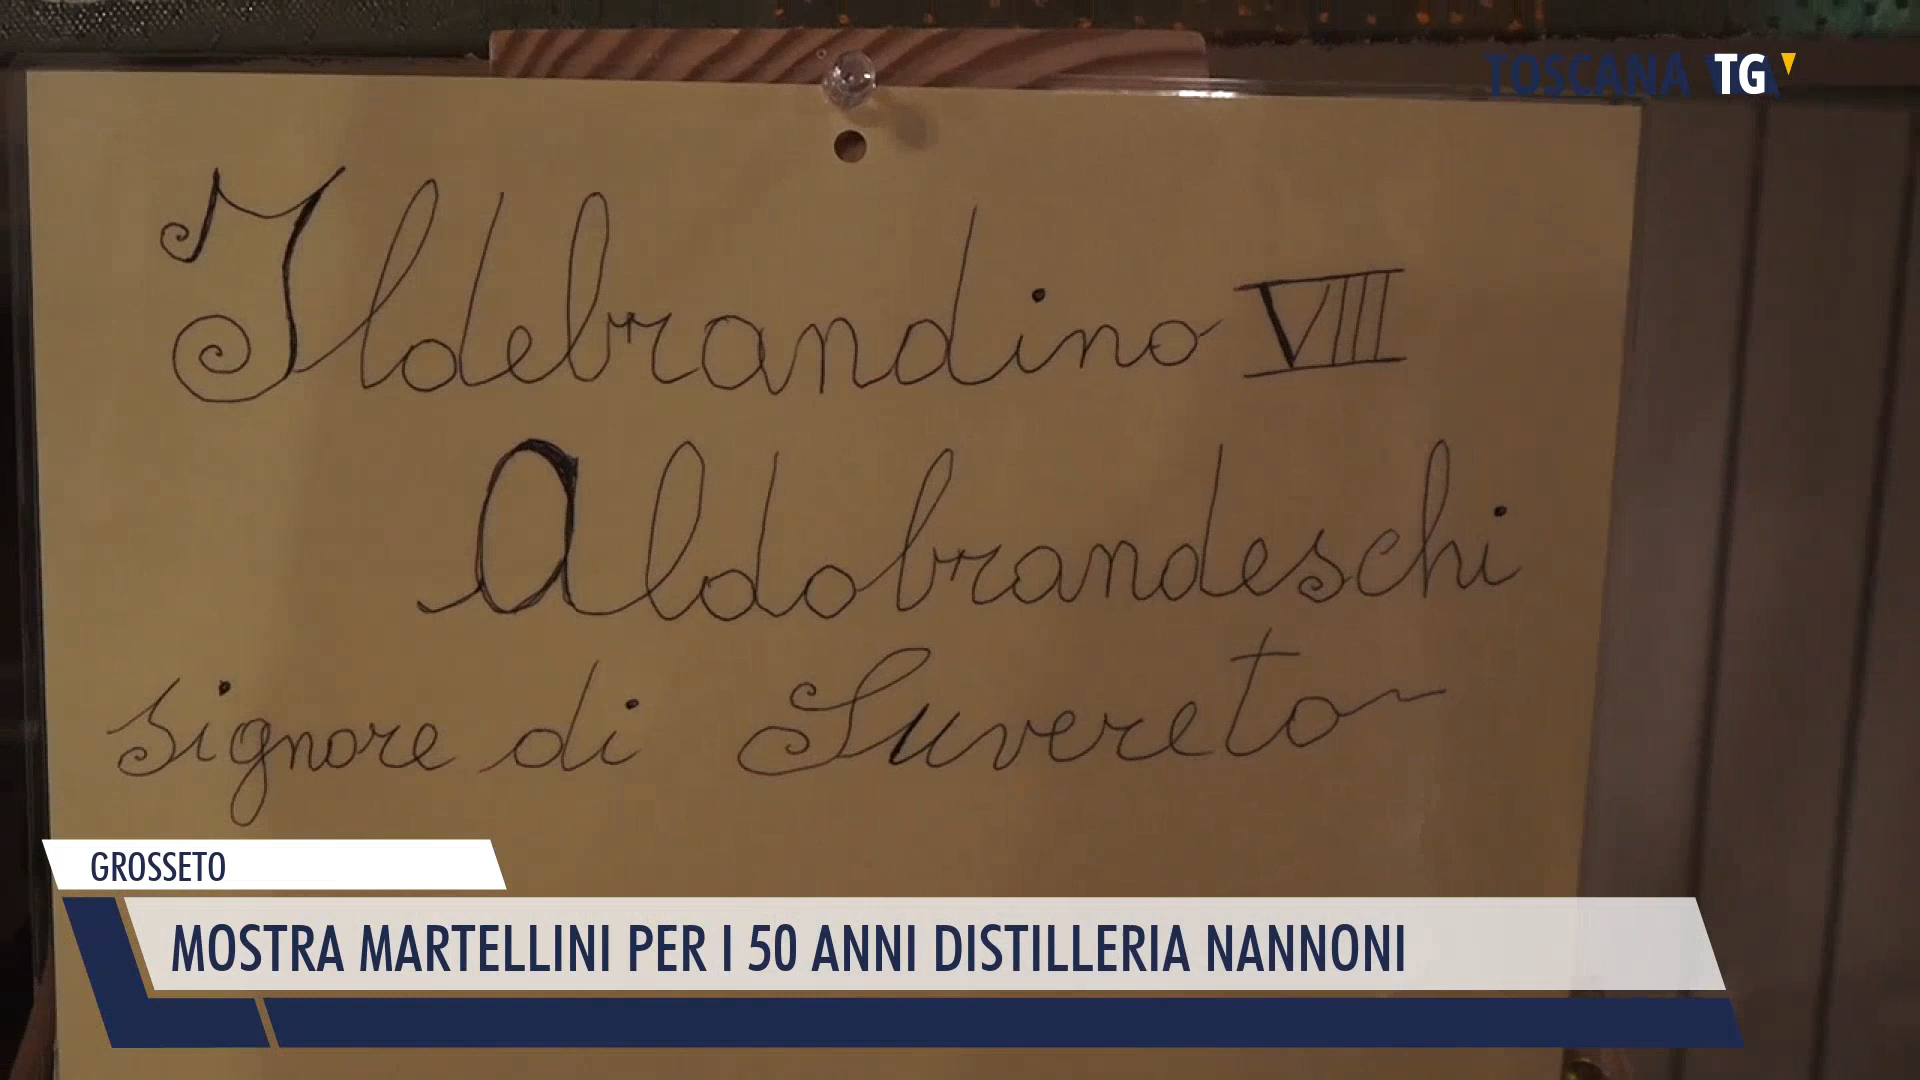 TOSCANA TG
Ildebrandino VIII
Aldobrandeschi
signore di Suvereto
GROSSETO
MOSTRA MARTELLINI PER I 50 ANNI DISTILLERIA NANNONI